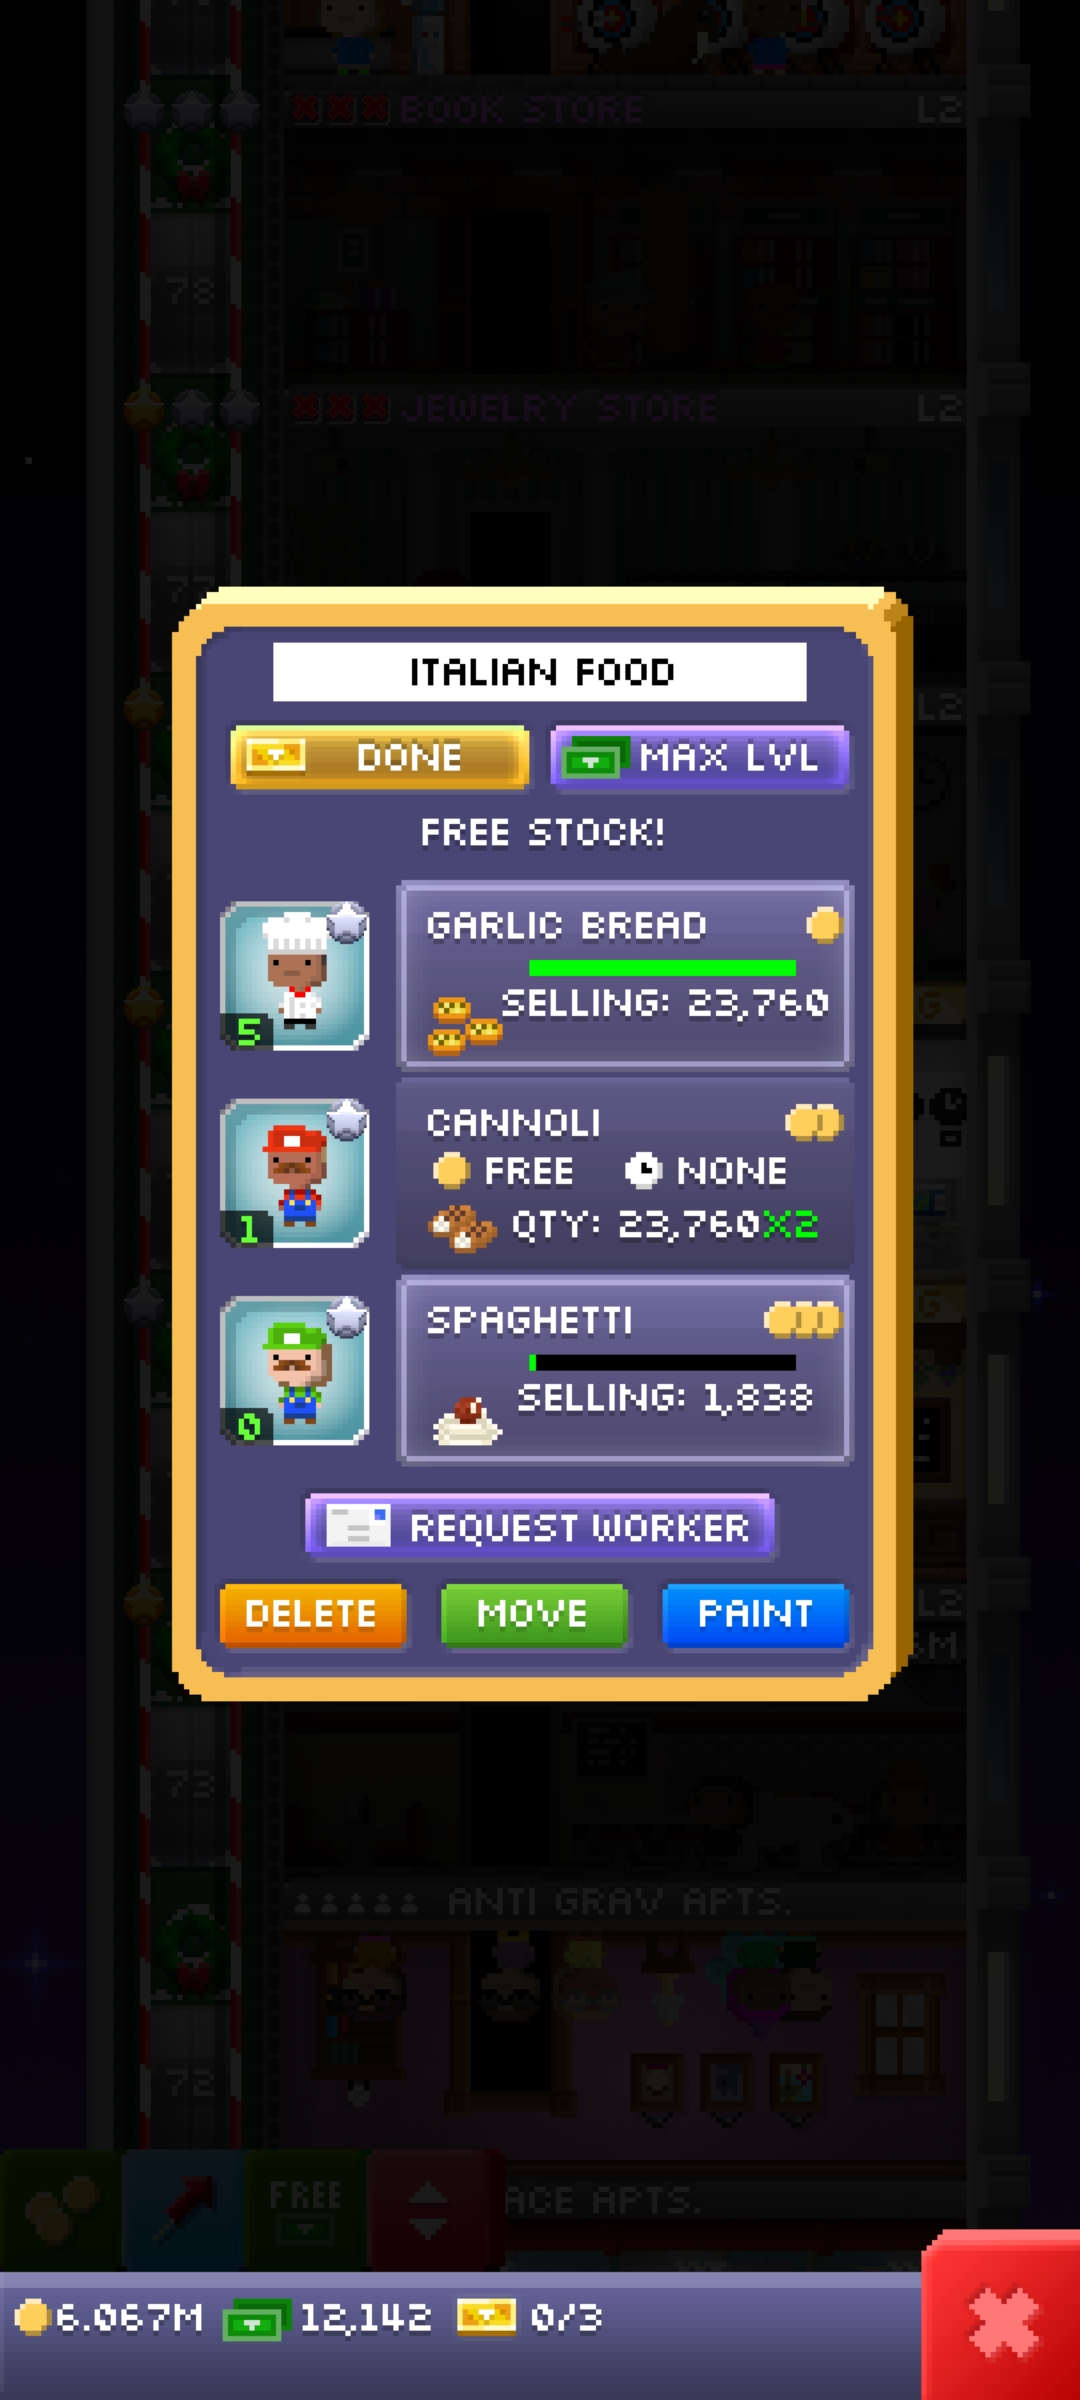 BOOK STORE L2
78
JEWELRY STORE L2
L2
ITALIAN FOOD
DONE MAX LVL
FREE STOCK!
GARLIC BREAD
SELLING: 23,760
5
CANNOLI
FREE NONE
QTY: 23,760X2
1
SPAGHETTI
SELLING: 1,838
0
REQUEST WORKER
DELETE MOVE PAINT
L2
73
ANTI GRAV APTS.
72
FREE
ACE APTS.
6.067M 12,142 0/3